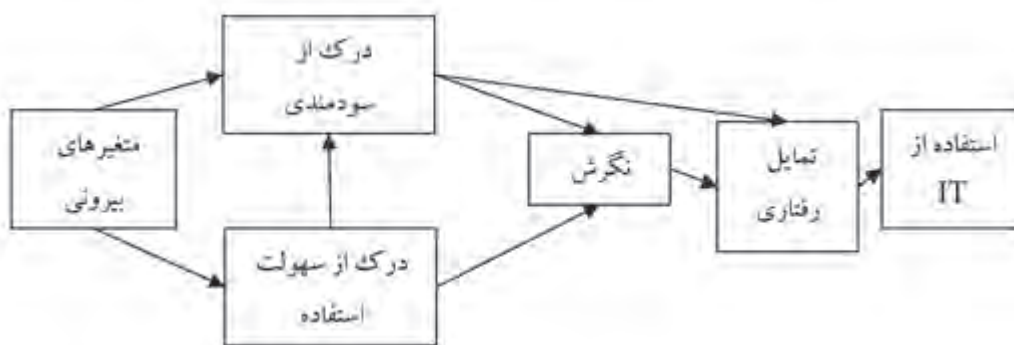 درک از
سودمندی
متغیرهای
بیرونی
نگرش
تمایل
رفتاری
استفاده از
IT
درک از سهولت
استفاده